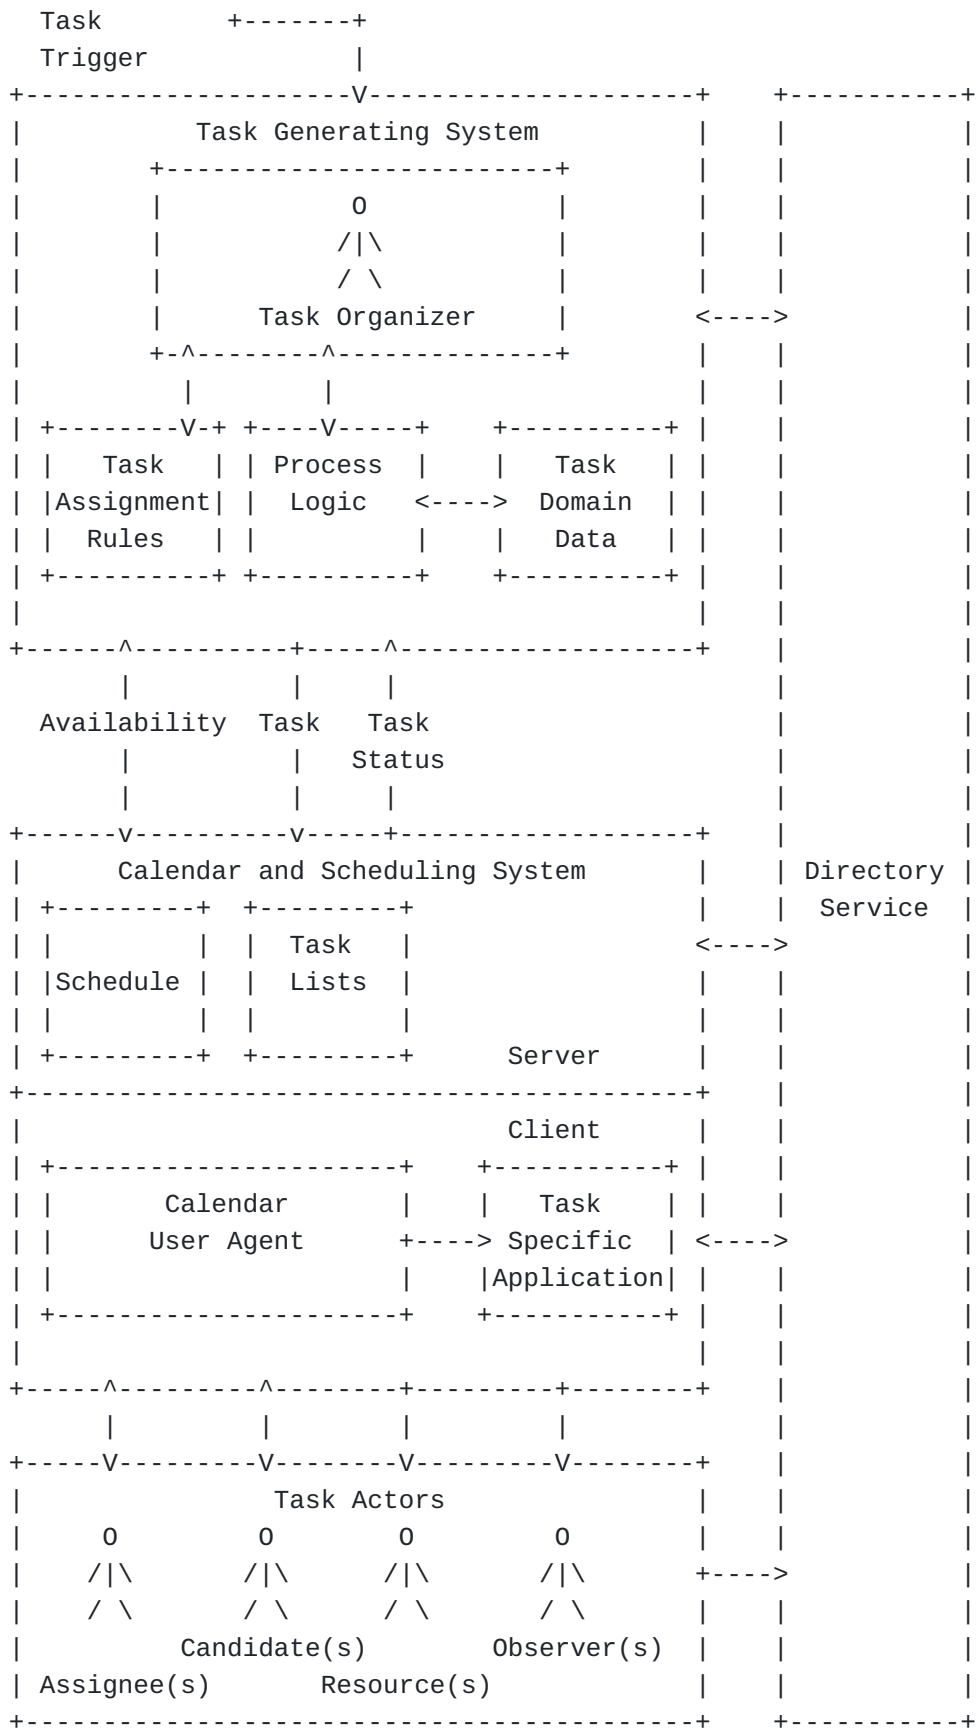 Task
Trigger
Task Generating System
Task Organizer
Task Process Task
Assignment Logic Domain
Rules Data
Availability Task Task
Status
Calendar and Scheduling System
Directory
Service
Task
Schedule Lists
Server
Client
Calendar Task
User Agent Specific
Application
Task Actors
Candidate(s) Observer(s)
Assignee(s) Resource(s)